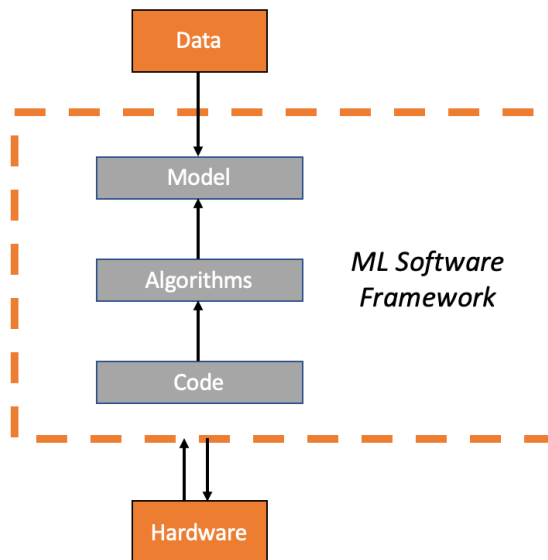 Data
Model
ML Software
Framework
Algorithms
Code
Hardware